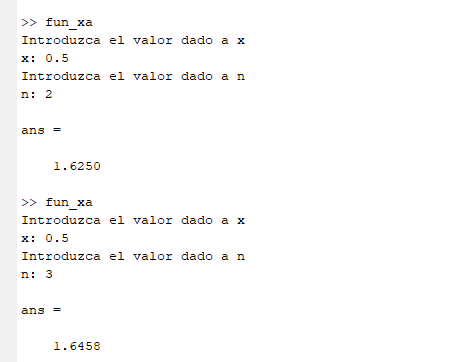 >> fun_xa
Introduzca el valor dado a x
x: 0.5
Introduzca el valor dado a n
n: 2
ans =
1.6250
>> fun_xa
Introduzca el valor dado a x
x: 0.5
Introduzca el valor dado a n
n: 3
ans =
1.6458